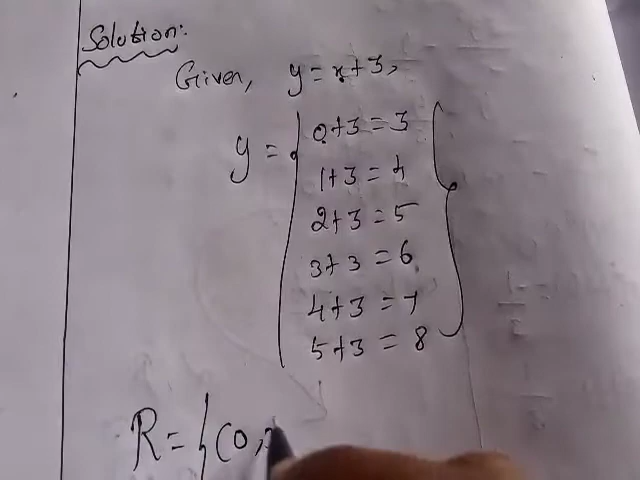 Solution:
Given, y = x+3,
y = { 0+3 = 3
1+3 = 4
2+3 = 5
3+3 = 6
4+3 = 7
5+3 = 8 }
R = { (0,